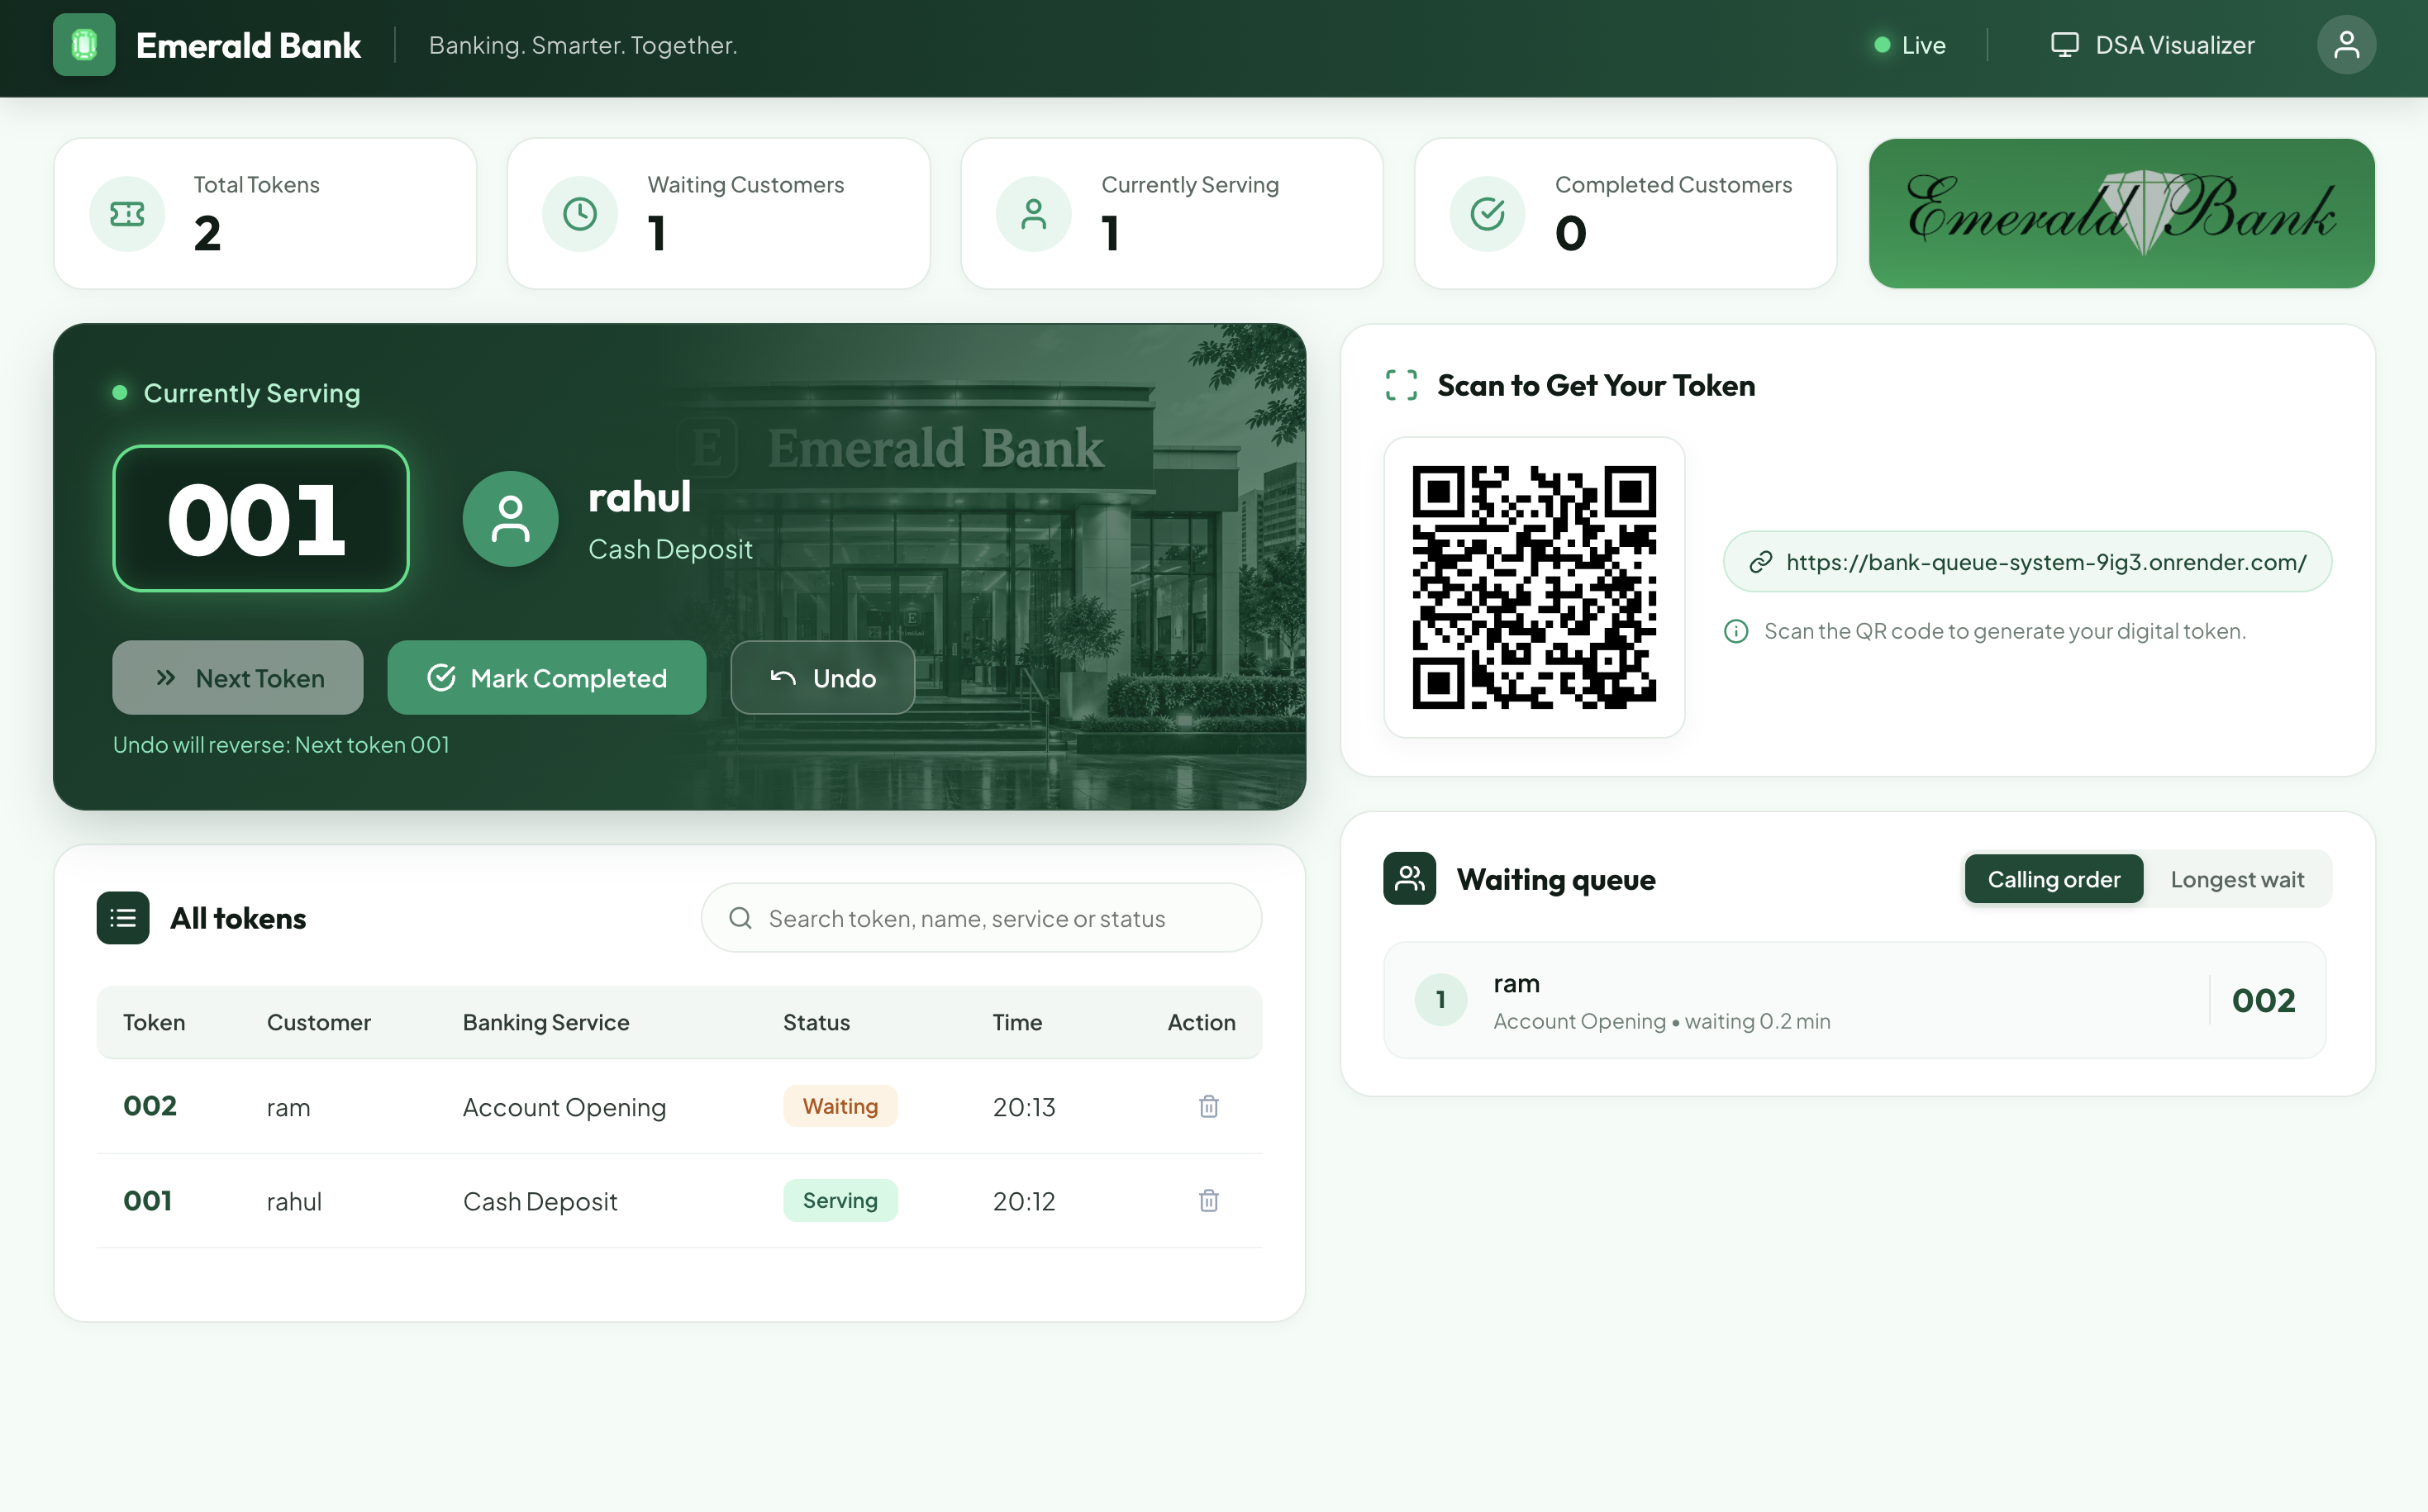 Emerald Bank
Banking. Smarter. Together.
Live
DSA Visualizer
Total Tokens
2
Waiting Customers
1
Currently Serving
1
Completed Customers
0
Emerald Bank
Currently Serving
001
rahul
Cash Deposit
E Emerald Bank
Next Token
Mark Completed
Undo
Undo will reverse: Next token 001
Scan to Get Your Token
https://bank-queue-system-9ig3.onrender.com/
Scan the QR code to generate your digital token.
All tokens
Search token, name, service or status
Token Customer Banking Service Status Time Action
002 ram Account Opening Waiting 20:13
001 rahul Cash Deposit Serving 20:12
Waiting queue
Calling order
Longest wait
1
ram
Account Opening • waiting 0.2 min
002